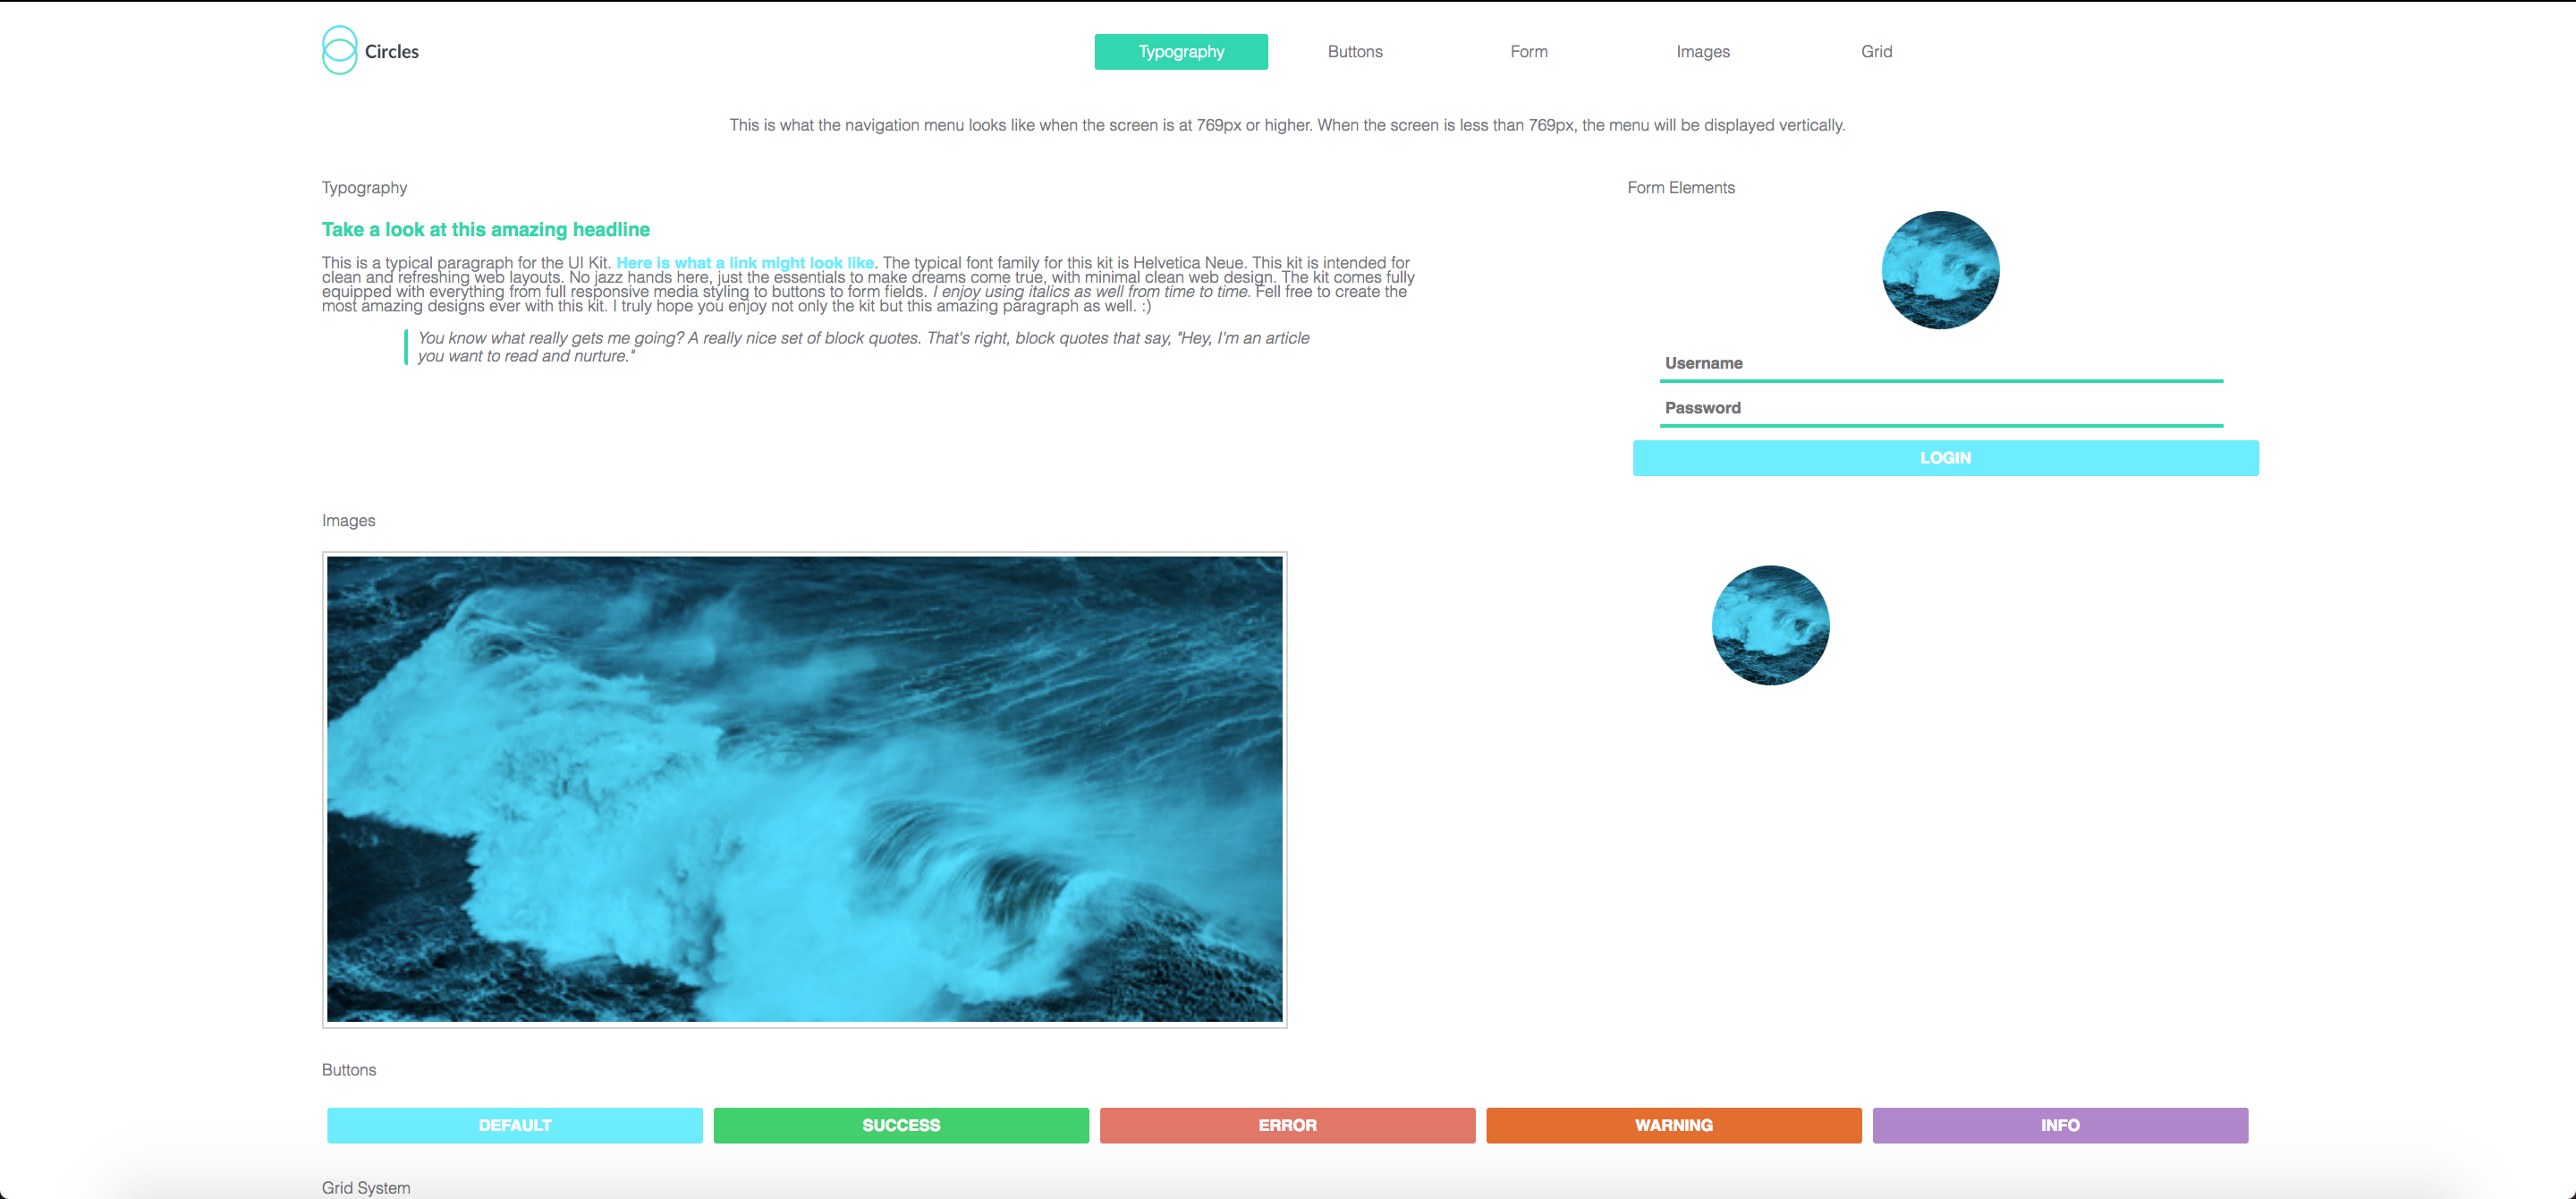 Circles
Typography
Buttons
Form
Images
Grid
This is what the navigation menu looks like when the screen is at 769px or higher. When the screen is less than 769px, the menu will be displayed vertically.
Typography
Take a look at this amazing headline
This is a typical paragraph for the UI Kit. Here is what a link might look like. The typical font family for this kit is Helvetica Neue. This kit is intended for
clean and refreshing web layouts. No jazz hands here, just the essentials to make dreams come true, with minimal clean web design. The kit comes fully
equipped with everything from full responsive media styling to buttons to form fields. I enjoy using italics as well from time to time. Fell free to create the
most amazing designs ever with this kit. I truly hope you enjoy not only the kit but this amazing paragraph as well. :)
You know what really gets me going? A really nice set of block quotes. That's right, block quotes that say, "Hey, I'm an article
you want to read and nurture."
Form Elements
Username
Password
LOGIN
Images
Buttons
DEFAULT
SUCCESS
ERROR
WARNING
INFO
Grid System